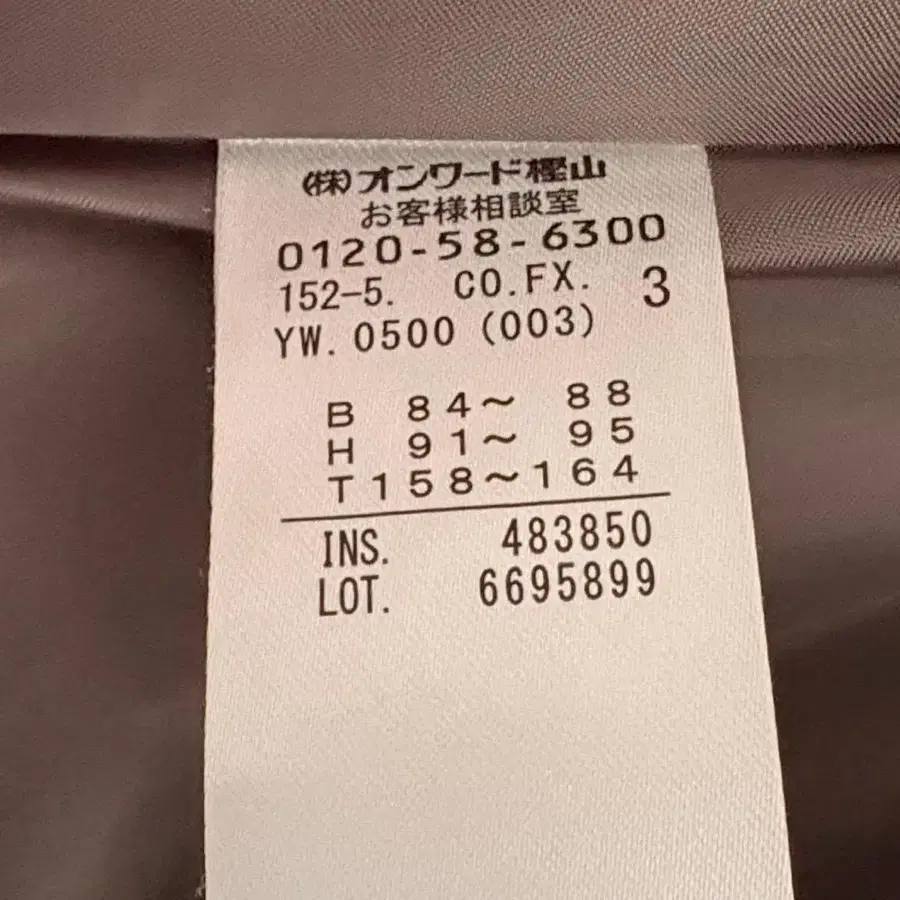 (株)オンワード樫山
お客様相談室
0120-58-6300
152-5. CO.FX. 3
YW. 0500 (003)
B 84〜 88
H 91〜 95
T158〜164
INS. 483850
LOT. 6695899